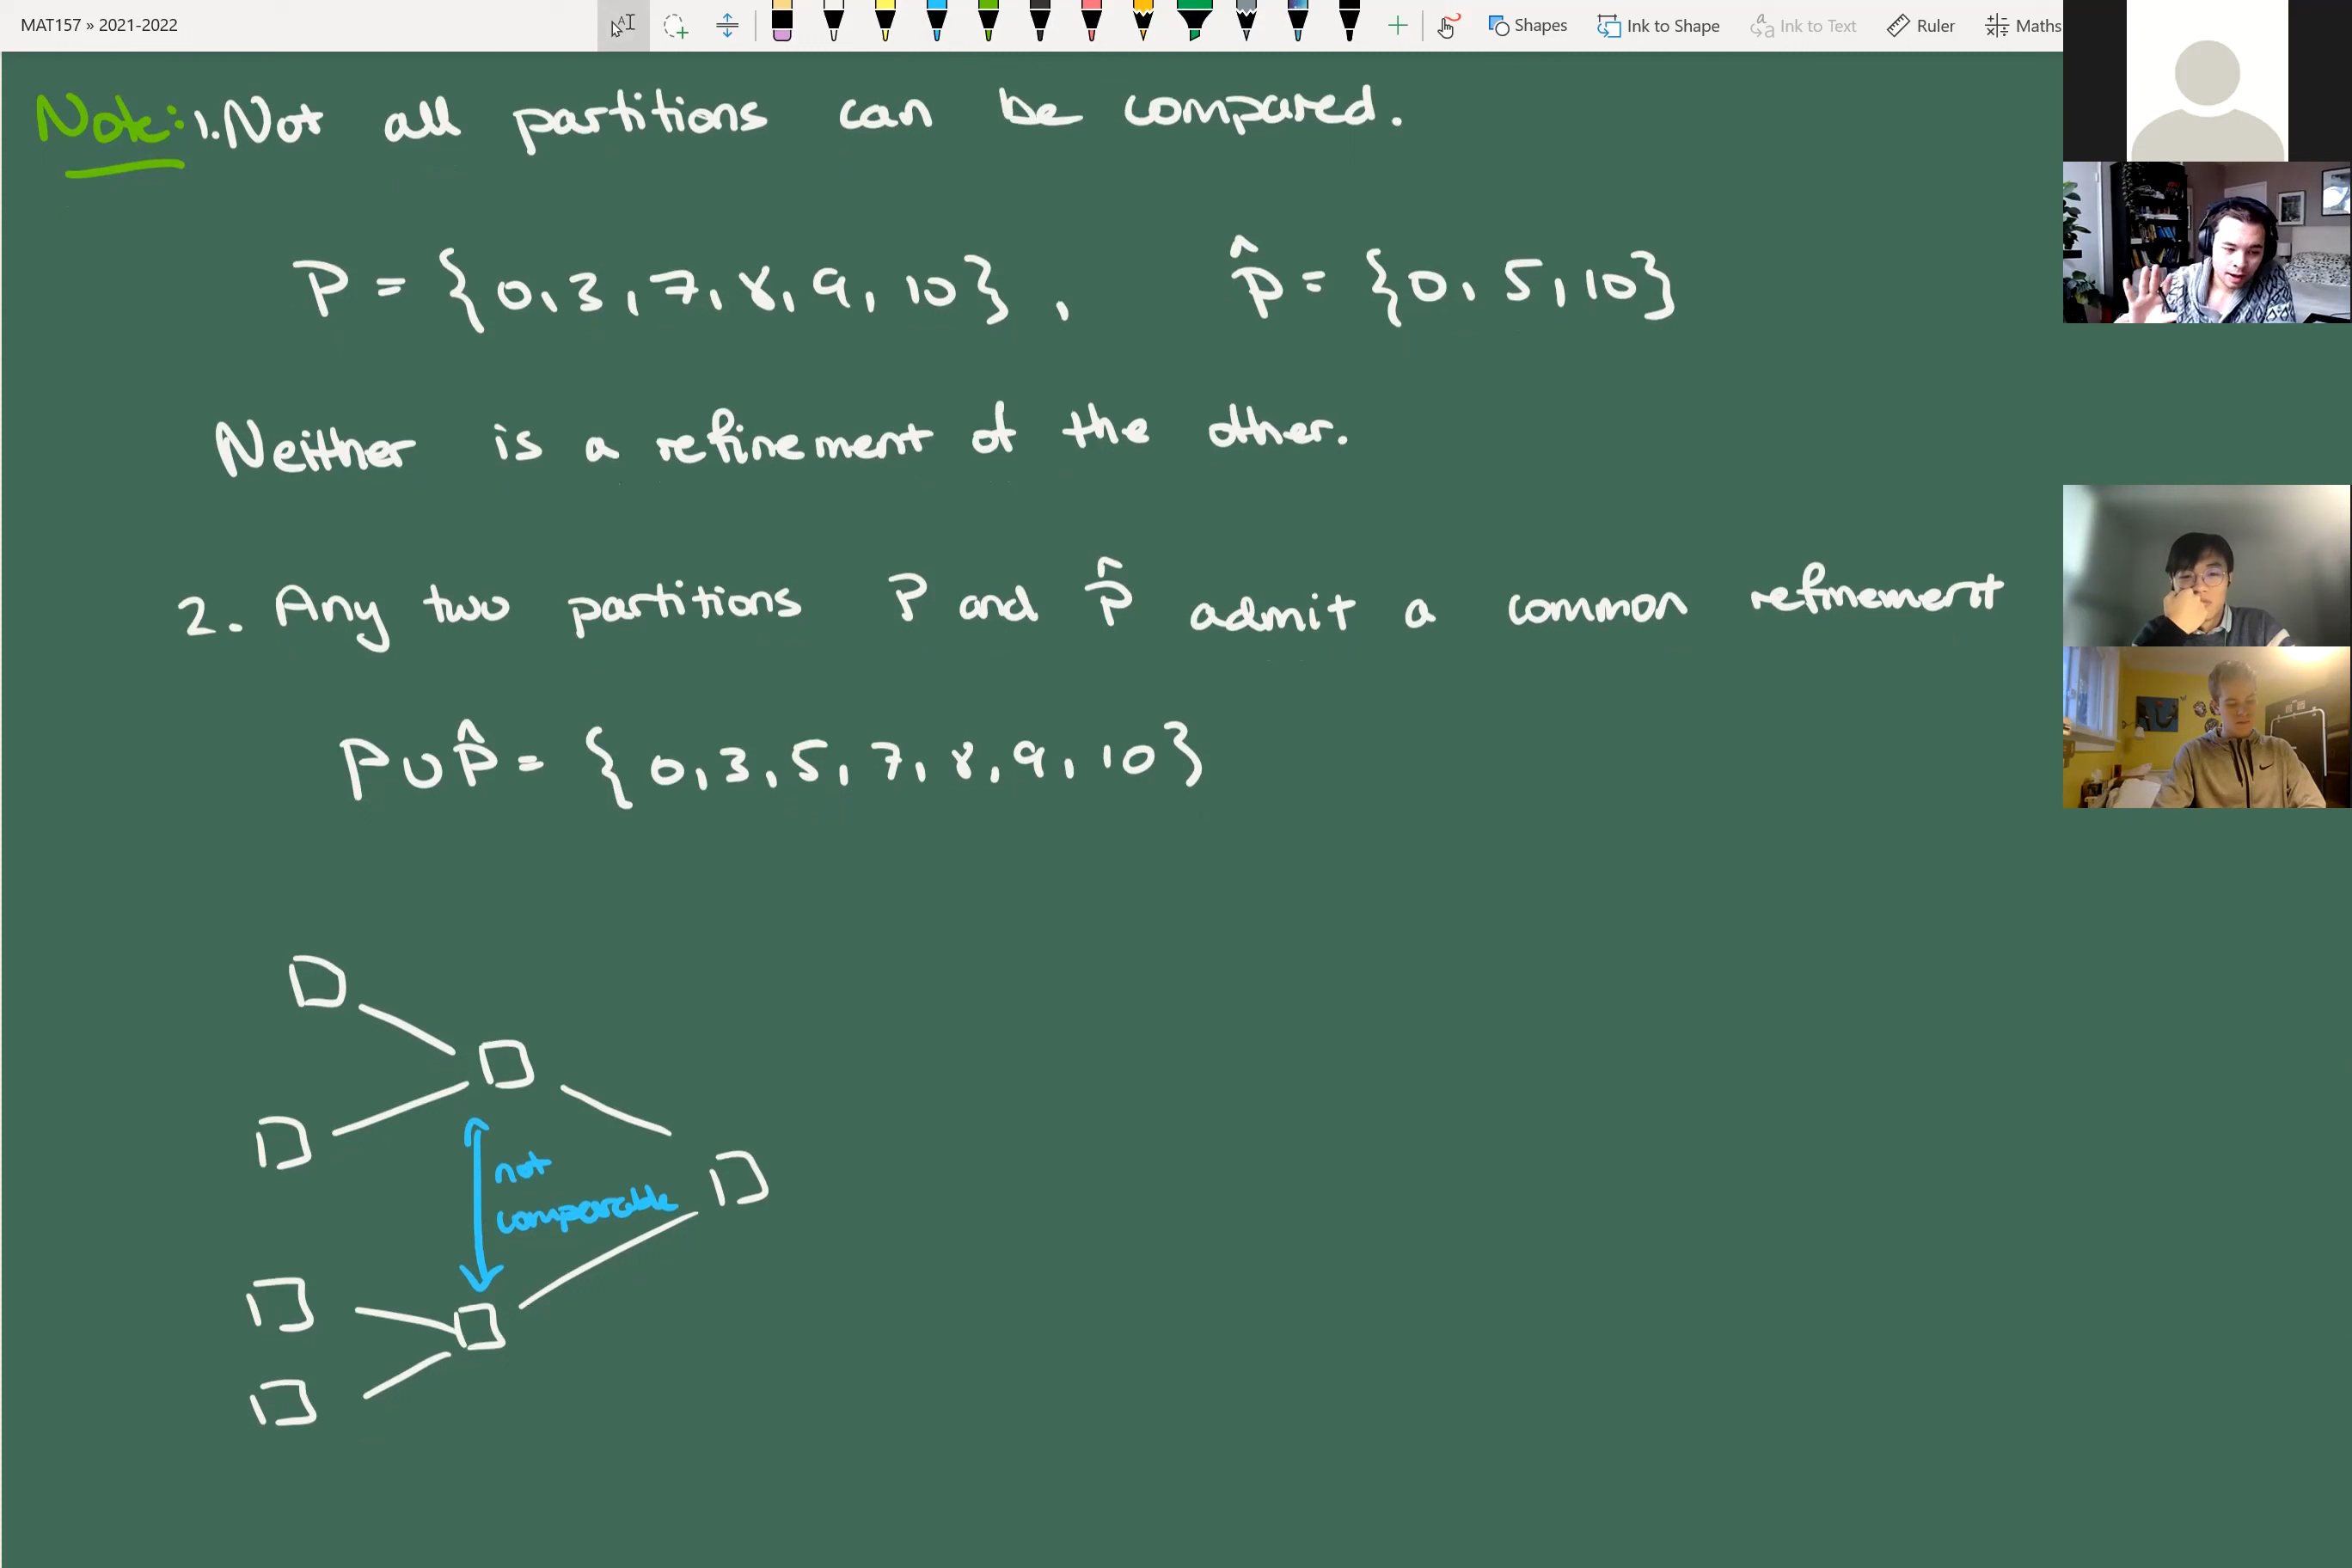 MAT157 » 2021-2022
Shapes
Ink to Shape
Ink to Text
Ruler
Maths
Note: 1. Not all partitions can be compared.
P = {0, 3, 7, 8, 9, 10}, P̂ = {0, 5, 10}
Neither is a refinement of the other.
2. Any two partitions P and P̂ admit a common refinement
P ∪ P̂ = {0, 3, 5, 7, 8, 9, 10}
not
comparable